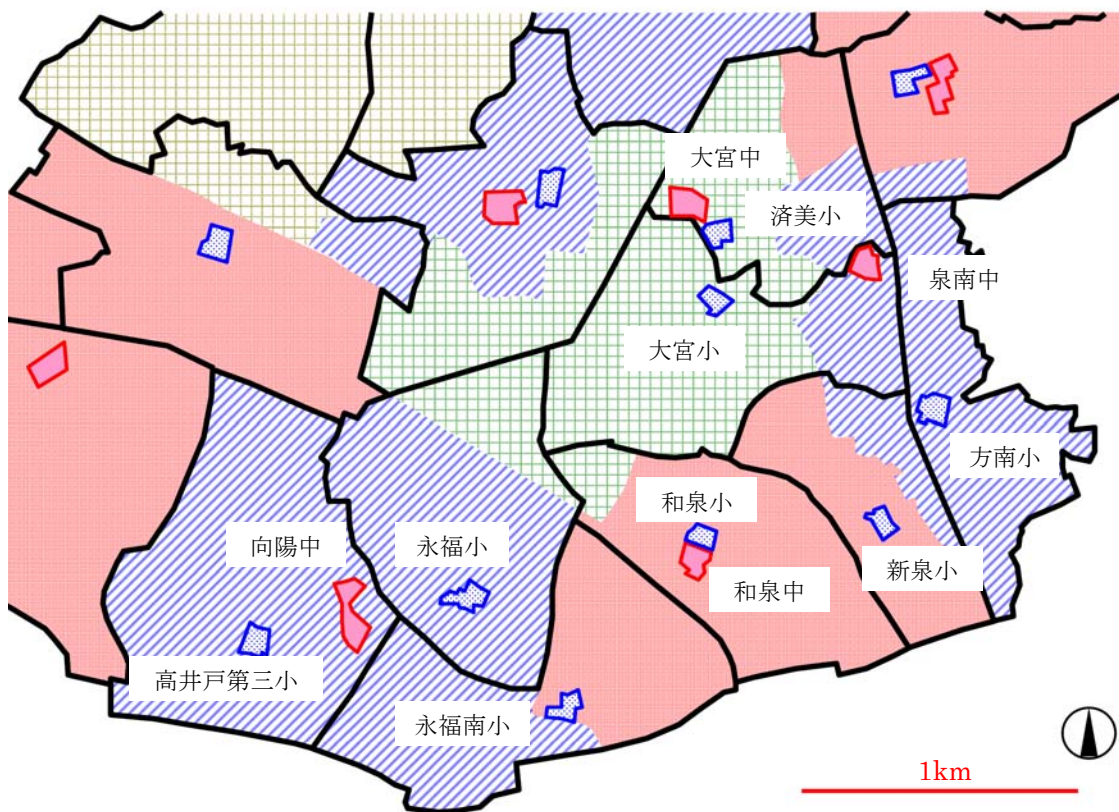 大宮中
済美小
泉南中
大宮小
方南小
和泉小
向陽中
永福小
新泉小
和泉中
高井戸第三小
永福南小
1km